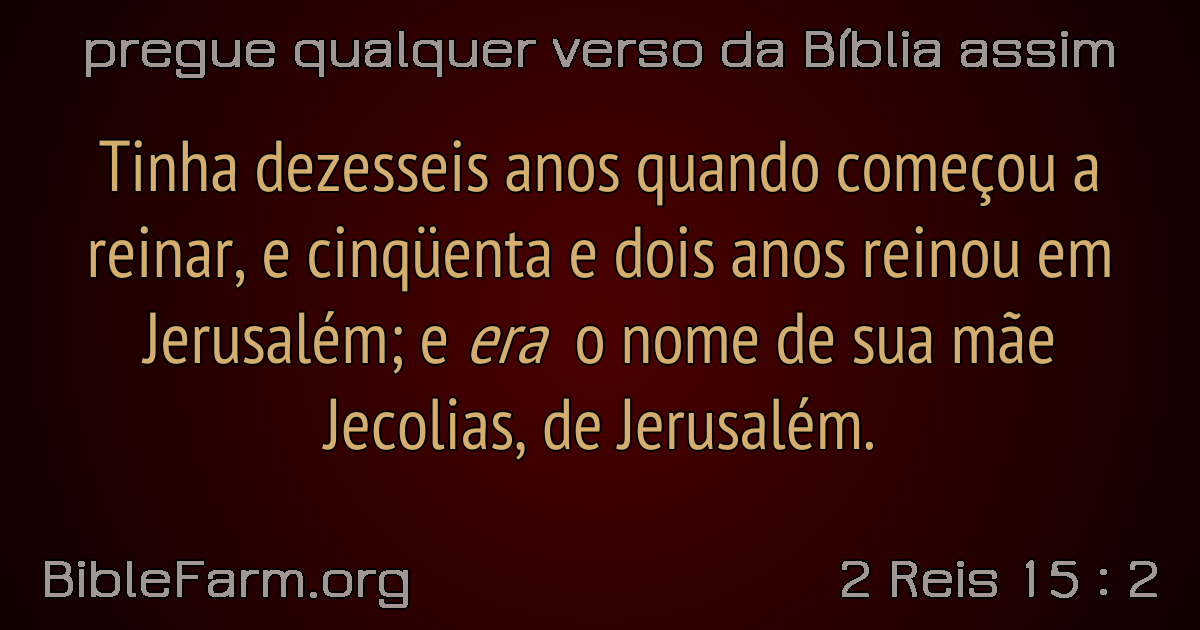 pregue qualquer verso da Bíblia assim
Tinha dezesseis anos quando começou a
reinar, e cinqüenta e dois anos reinou em
Jerusalém; e era o nome de sua mãe
Jecolias, de Jerusalém.
BibleFarm.org
2 Reis 15 : 2